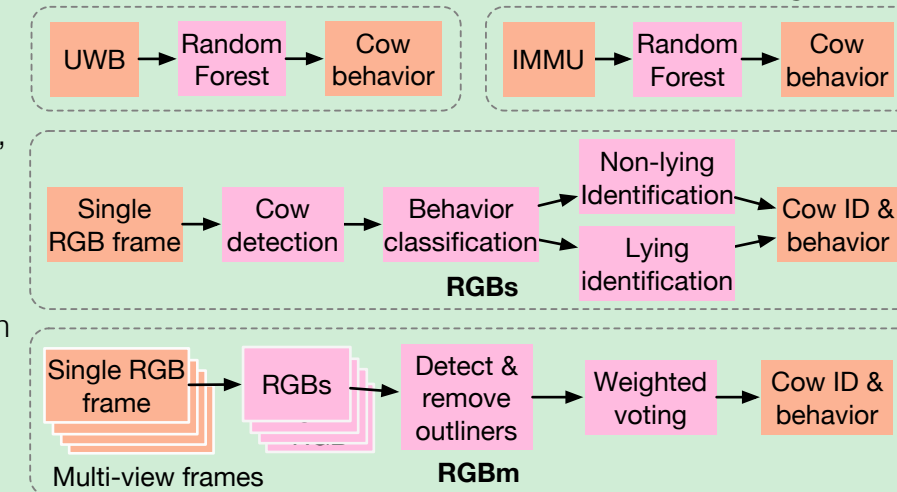 UWB
Random
Forest
Cow
behavior
IMMU
Random
Forest
Cow
behavior
,
Single
RGB frame
Cow
detection
Behavior
classification
Non-lying
Identification
Lying
identification
Cow ID &
behavior
RGBs
n
Single RGB
frame
RGBs
Detect &
remove
outliners
Weighted
voting
Cow ID &
behavior
Multi-view frames
RGBm